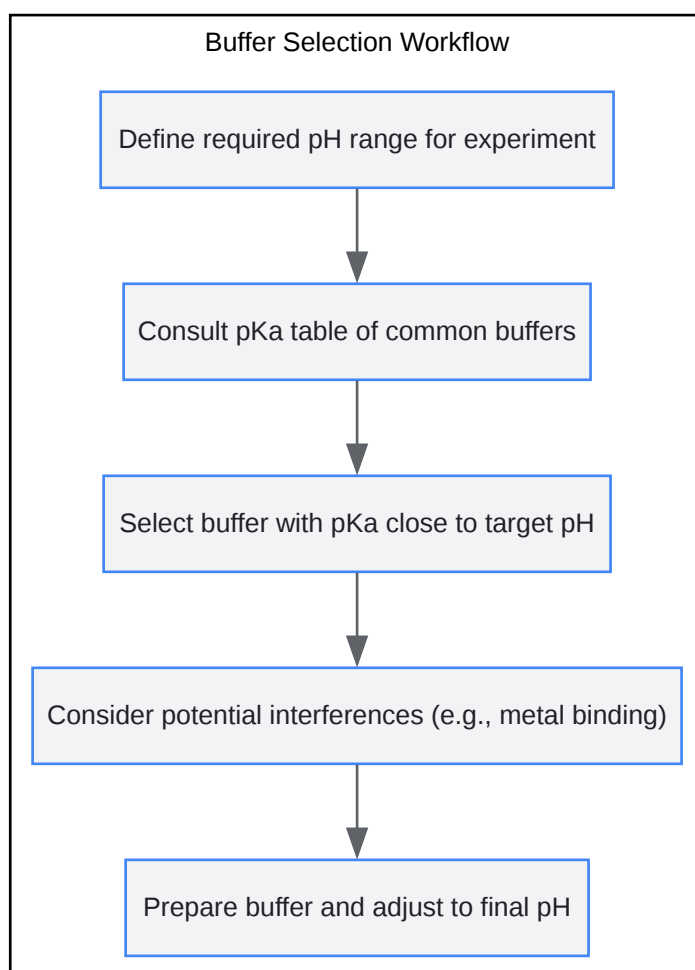 Buffer Selection Workflow
Define required pH range for experiment
Consult pKa table of common buffers
Select buffer with pKa close to target pH
Consider potential interferences (e.g., metal binding)
Prepare buffer and adjust to final pH